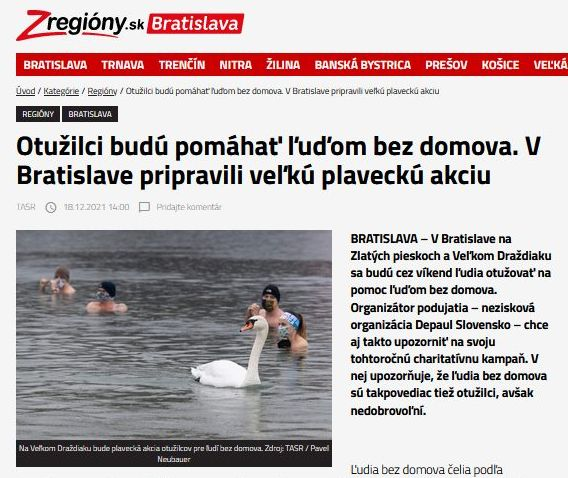 Zregióny.sk Bratislava
BRATISLAVA TRNAVA TRENČÍN NITRA ŽILINA BANSKÁ BYSTRICA PREŠOV KOŠICE VEĽKÁ
Úvod / Kategórie / Regióny / Otužilci budú pomáhať ľuďom bez domova. V Bratislave pripravili veľkú plaveckú akciu
REGIÓNY BRATISLAVA
Otužilci budú pomáhať ľuďom bez domova. V
Bratislave pripravili veľkú plaveckú akciu
TASR 18.12.2021 14:00 Pridajte komentár
BRATISLAVA – V Bratislave na
Zlatých pieskoch a Veľkom Draždiaku
sa budú cez víkend ľudia otužovať na
pomoc ľuďom bez domova.
Organizátor podujatia – nezisková
organizácia Depaul Slovensko – chce
aj takto upozorniť na svoju
tohtoročnú charitatívnu kampaň. V
nej upozorňuje, že ľudia bez domova
sú takpovediac tiež otužilci, avšak
nedobrovoľní.
Na Veľkom Draždiaku bude plavecká akcia otužilcov pre ľudí bez domova. Zdroj: TASR / Pavel
Neubauer
Ľudia bez domova čelia podľa